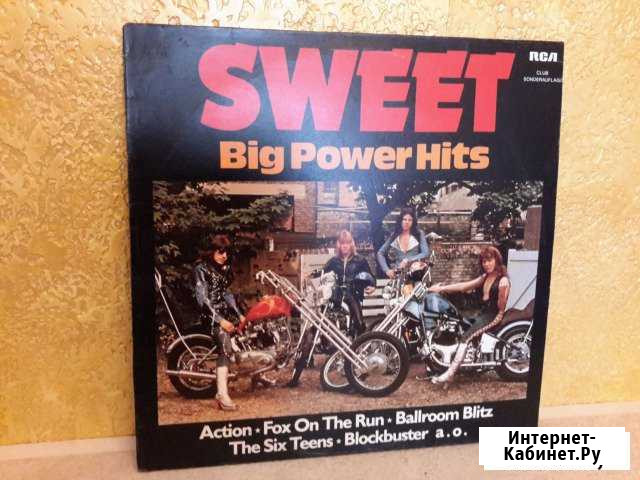 SWEET
RCA
CLUB
SONDERAUFLAGE
Big Power Hits
Action • Fox On The Run • Ballroom Blitz
The Six Teens • Blockbuster a.o.
Интернет-
Кабинет.Ру